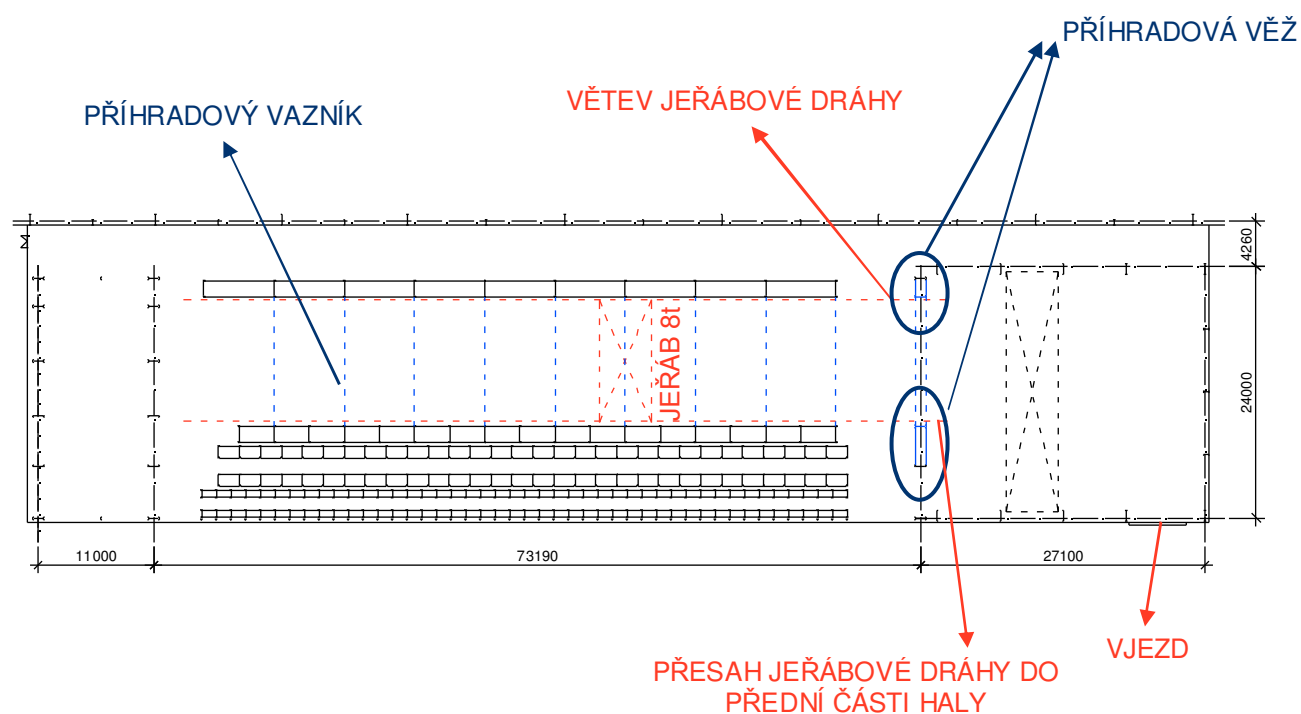 PŘÍHRADOVÁ VĚŽ
VĚTEV JEŘÁBOVÉ DRÁHY
PŘÍHRADOVÝ VAZNÍK
4260
JEŘÁB 8t
24000
11000
73190
27100
VJEZD
PŘESAH JEŘÁBOVÉ DRÁHY DO
PŘEDNÍ ČÁSTI HALY